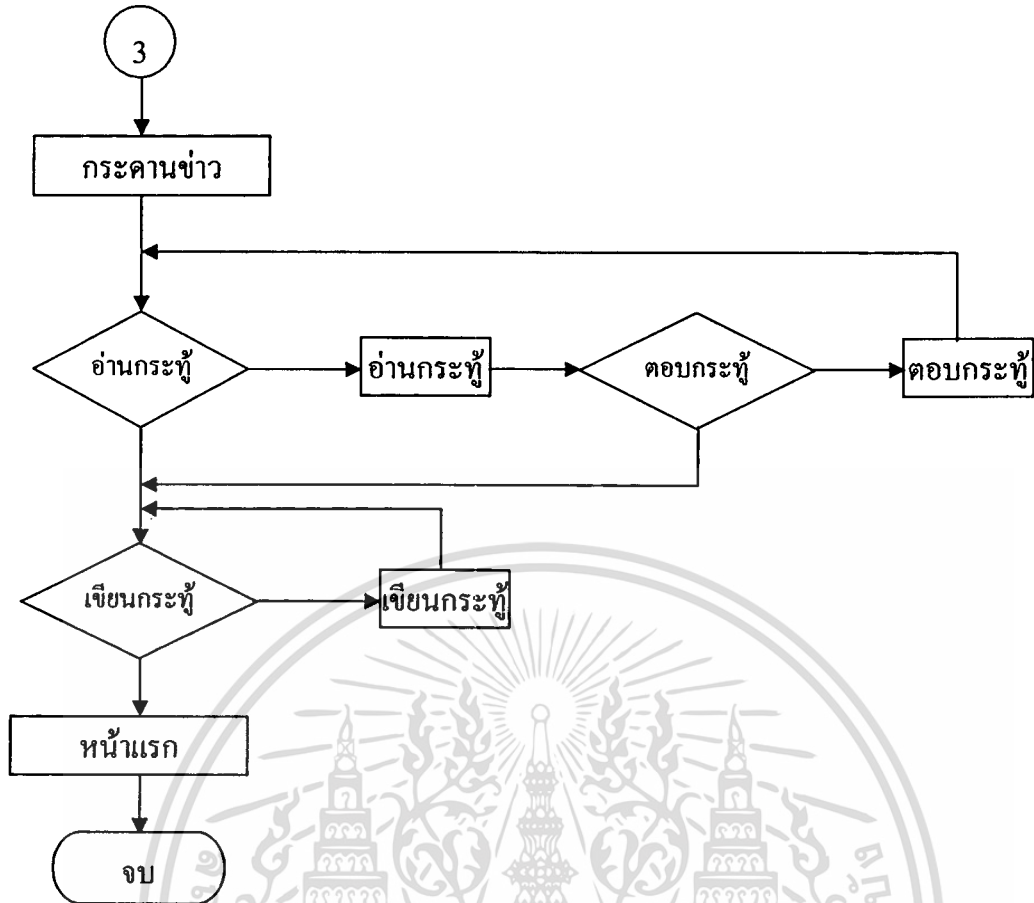 3
กระดานข่าว
อ่านกระทู้
อ่านกระทู้
ตอบกระทู้
ตอบกระทู้
เขียนกระทู้
เขียนกระทู้
หน้าแรก
จบ